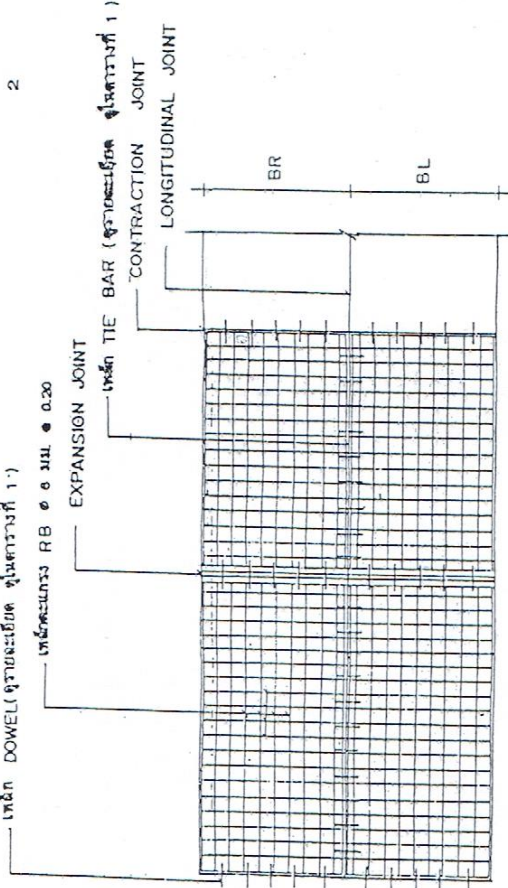 2
เหล็ก DOWEL (ดูรายละเอียด ดูในตารางที่ 1)
เหล็กตะแกรง RB ø 6 มม. @ 0.20
EXPANSION JOINT
เหล็ก TIE BAR (ดูรายละเอียด ดูในตารางที่ 1)
CONTRACTION JOINT
LONGITUDINAL JOINT
BR
BL